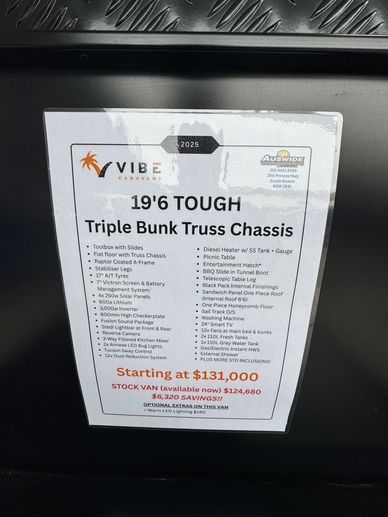 2025
VIBE
CARAVANS
AUSWIDE
19'6 TOUGH
Triple Bunk Truss Chassis
• Toolbox with Slides
• Flat floor with Truss Chassis
• Raptor Coated A-Frame
• Stabiliser Legs
• 17" A/T Tyres
• 7" Victron Screen & Battery
Management System
• 4x 250w Solar Panels
• 600a Lithium
• 3,000w Inverter
• 600mm High Checkerplate
• Fusion Sound Package
• Stedi Lightbar at Front & Rear
• Reverse Camera
• 3-Way Filtered Kitchen Mixer
• 2x Annexe LED Bug Lights
• Tucson Sway Control
• 12v Dust Reduction System
• Diesel Heater w/ SS Tank + Gauge
• Picnic Table
• Entertainment Hatch*
• BBQ Slide in Tunnel Boot
• Telescopic Table Leg
• Black Pack Internal Finishings
• Sandwich Panel One Piece Roof
(Internal Roof 6'6)
• One Piece Honeycomb Floor
• Sail Track O/S
• Washing Machine
• 24" Smart TV
• 12v Fans at main bed & bunks
• 2x 110L Fresh Tanks
• 1x 110L Grey Water Tank
• Gas/Electric Instant HWS
• External Shower
• PLUS MORE STD INCLUSIONS!
Starting at $131,000
STOCK VAN (available now) $124,680
$6,320 SAVINGS!!
OPTIONAL EXTRAS ON THIS VAN
• Warm LED Lighting $180